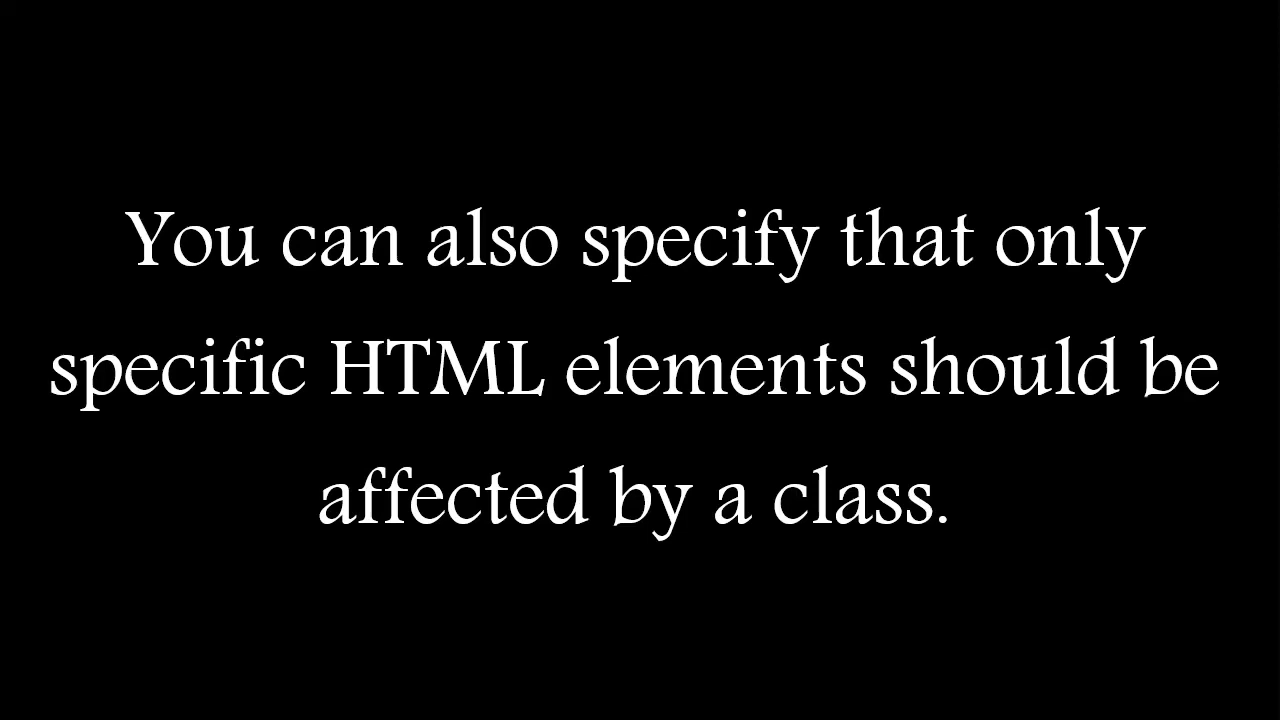 You can also specify that only
specific HTML elements should be
affected by a class.